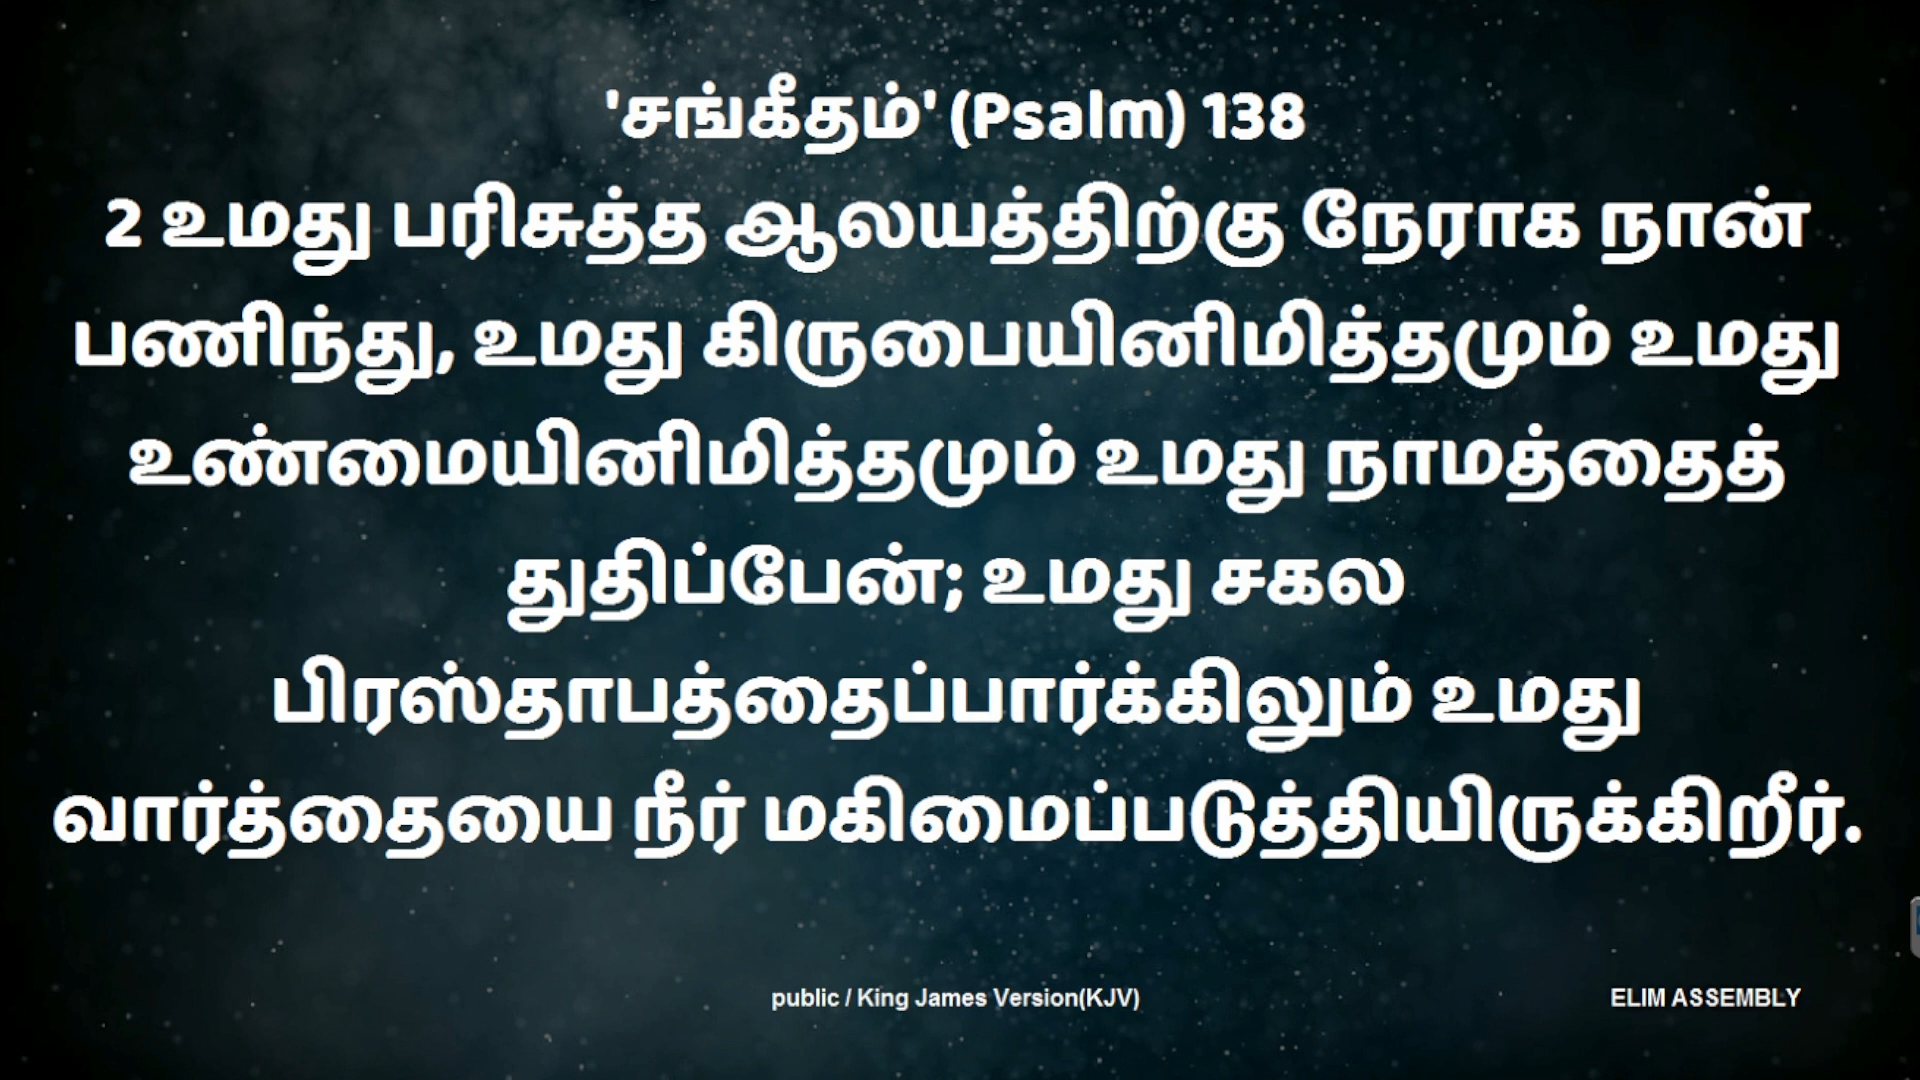 'சங்கீதம்' (Psalm) 138
2 உமது பரிசுத்த ஆலயத்திற்கு நேராக நான்
பணிந்து, உமது கிருபையினிமித்தமும் உமது
உண்மையினிமித்தமும் உமது நாமத்தைத்
துதிப்பேன்; உமது சகல
பிரஸ்தாபத்தைப்பார்க்கிலும் உமது
வார்த்தையை நீர் மகிமைப்படுத்தியிருக்கிறீர்.
public / King James Version(KJV)
ELIM ASSEMBLY